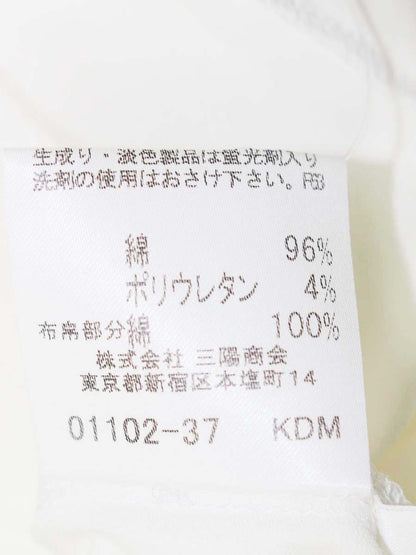 生成り・淡色製品は蛍光剤入り
洗剤の使用はおさけ下さい。R53
綿 96%
ポリウレタン 4%
布帛部分綿 100%
株式会社 三陽商会
東京都新宿区本塩町14
01102-37 KDM